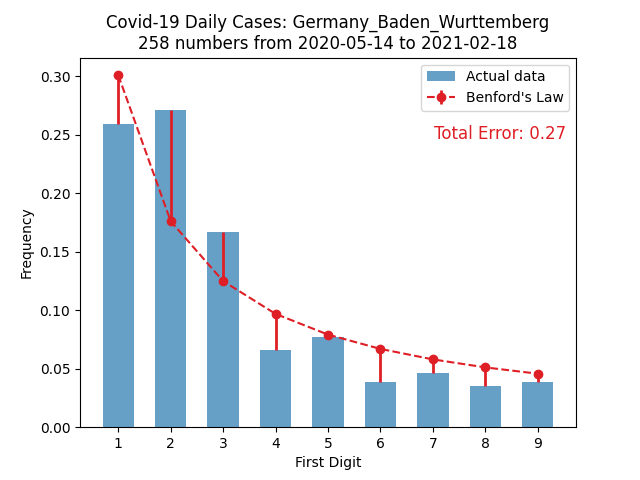 Covid-19 Daily Cases: Germany_Baden_Wurttemberg
258 numbers from 2020-05-14 to 2021-02-18
Actual data
Benford's Law
Total Error: 0.27
Frequency
0.30
0.25
0.20
0.15
0.10
0.05
0.00
1 2 3 4 5 6 7 8 9
First Digit